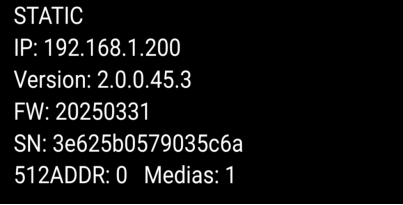 STATIC
IP: 192.168.1.200
Version: 2.0.0.45.3
FW: 20250331
SN: 3e625b0579035c6a
512ADDR: 0 Medias: 1